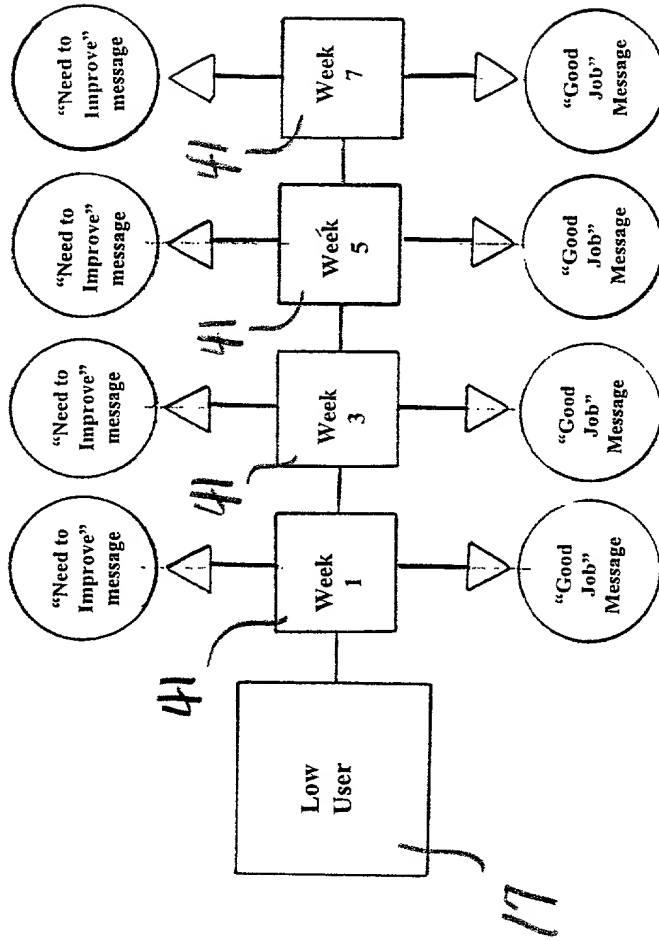 “Need to
Improve”
message
“Need to
Improve”
message
“Need to
Improve”
message
“Need to
Improve”
message
41
41
41
41
Low
User
17
Week
1
Week
3
Week
5
Week
7
“Good
Job”
Message
“Good
Job”
Message
“Good
Job”
Message
“Good
Job”
Message